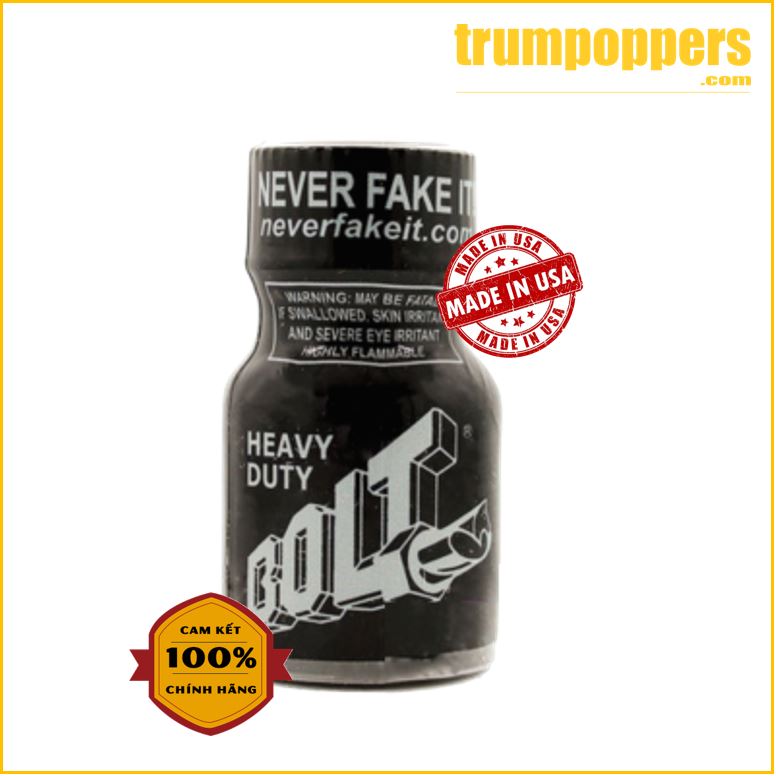 trumpoppers
.com
NEVER FAKE IT!
neverfakeit.com
WARNING: MAY BE FATAL
IF SWALLOWED, SKIN IRRITANT
AND SEVERE EYE IRRITANT
HIGHLY FLAMMABLE
MADE IN USA
MADE IN USA
MADE IN USA
HEAVY
DUTY
BOLT
®
CAM KẾT
100%
CHÍNH HÃNG